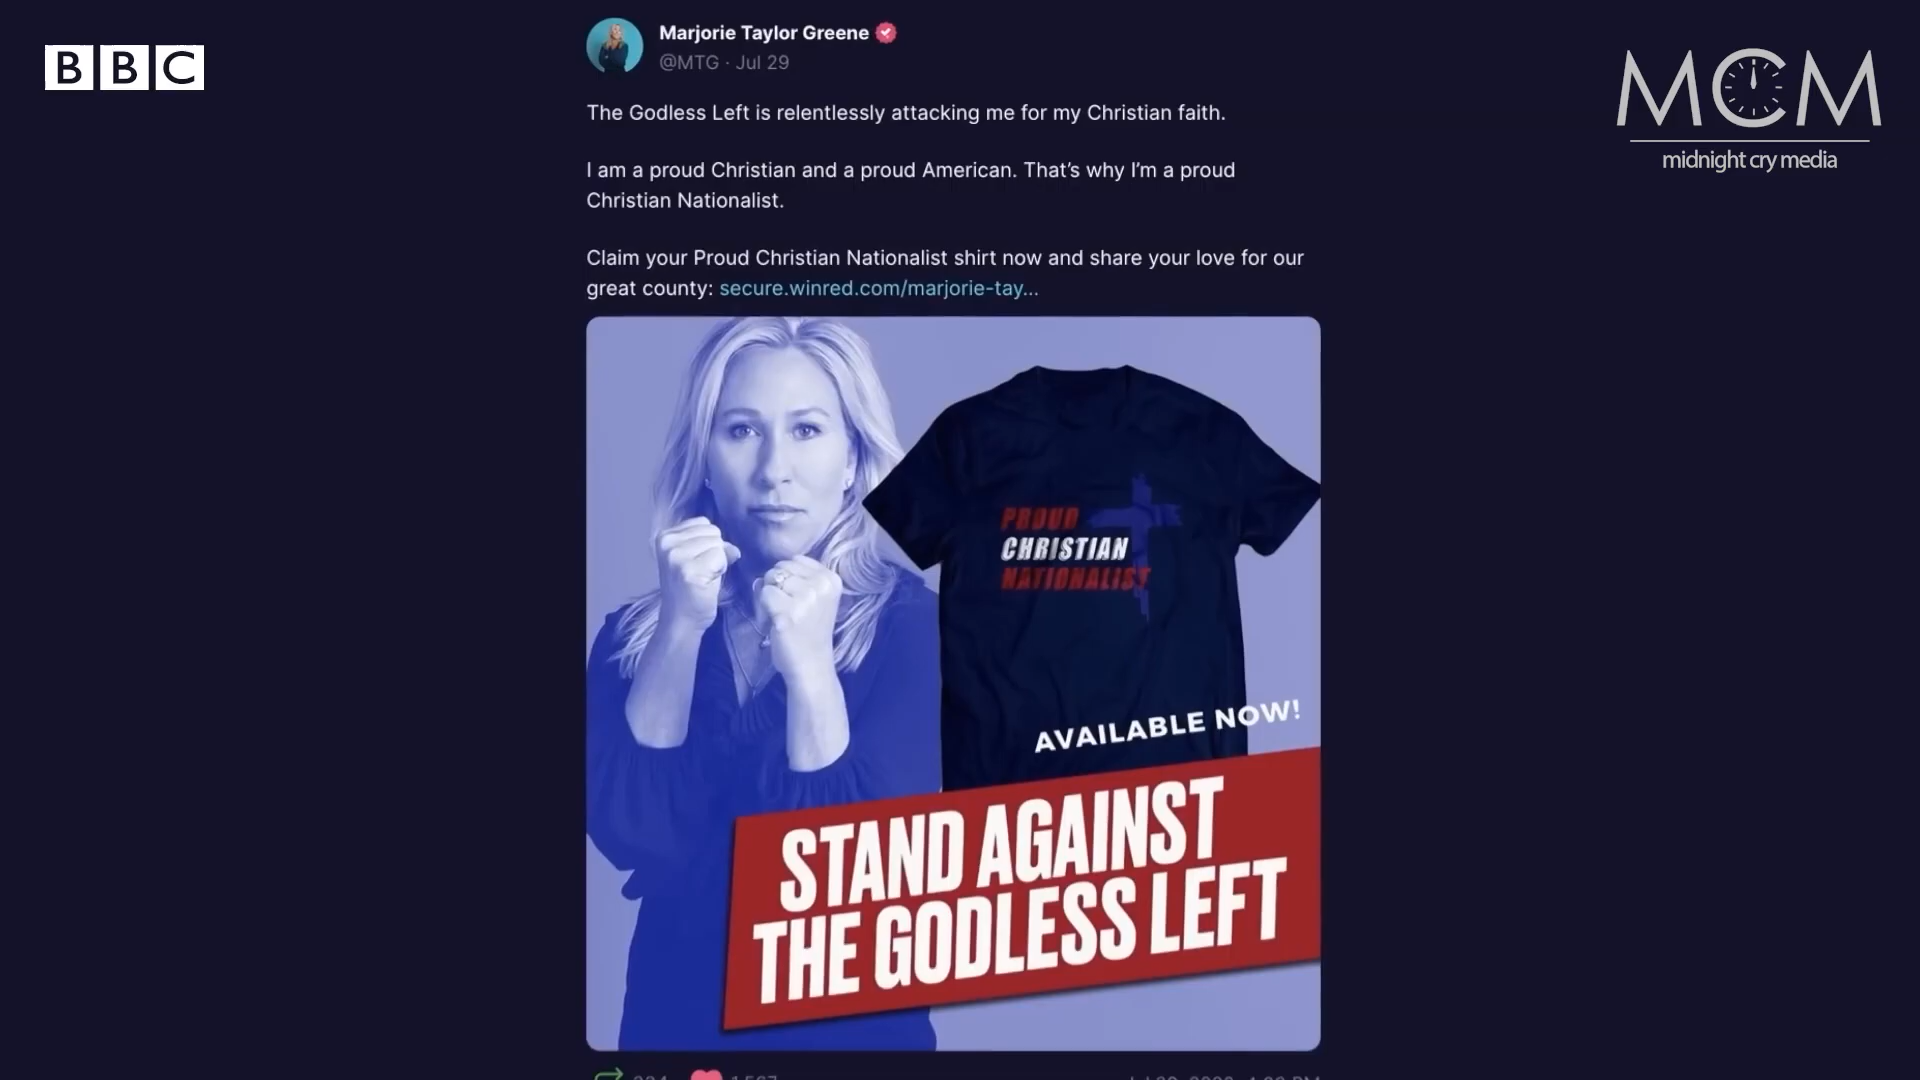 BBC
MCM
midnight cry media
Marjorie Taylor Greene
@MTG · Jul 29
The Godless Left is relentlessly attacking me for my Christian faith.
I am a proud Christian and a proud American. That's why I'm a proud
Christian Nationalist.
Claim your Proud Christian Nationalist shirt now and share your love for our
great county: secure.winred.com/marjorie-tay...
PROUD
CHRISTIAN
NATIONALIST
AVAILABLE NOW!
STAND AGAINST
THE GODLESS LEFT